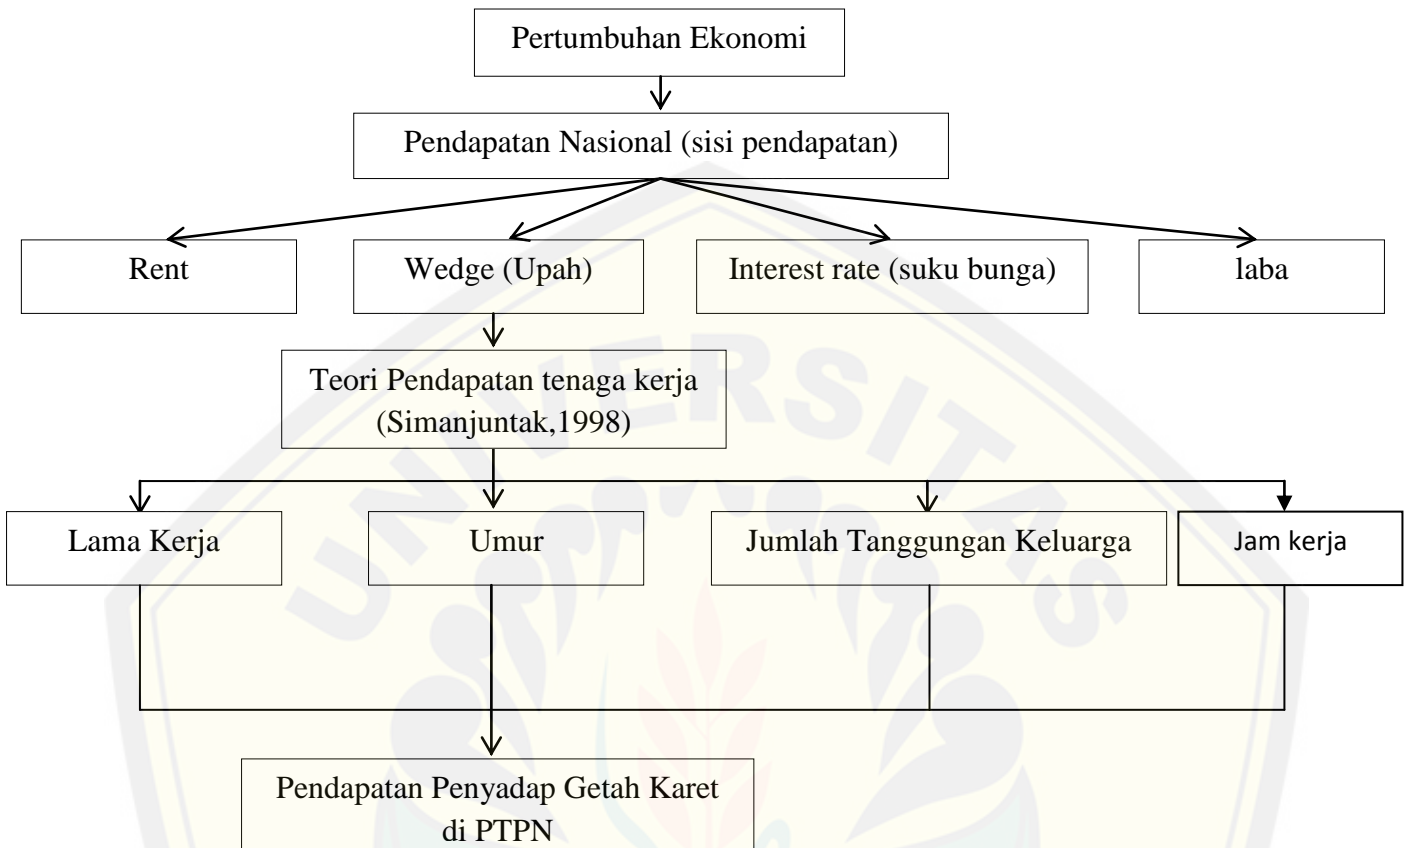 Pertumbuhan Ekonomi
Pendapatan Nasional (sisi pendapatan)
Rent
Wedge (Upah)
Interest rate (suku bunga)
laba
Teori Pendapatan tenaga kerja
(Simanjuntak,1998)
Lama Kerja
Umur
Jumlah Tanggungan Keluarga
Jam kerja
Pendapatan Penyadap Getah Karet
di PTPN
UNIVERSITAS